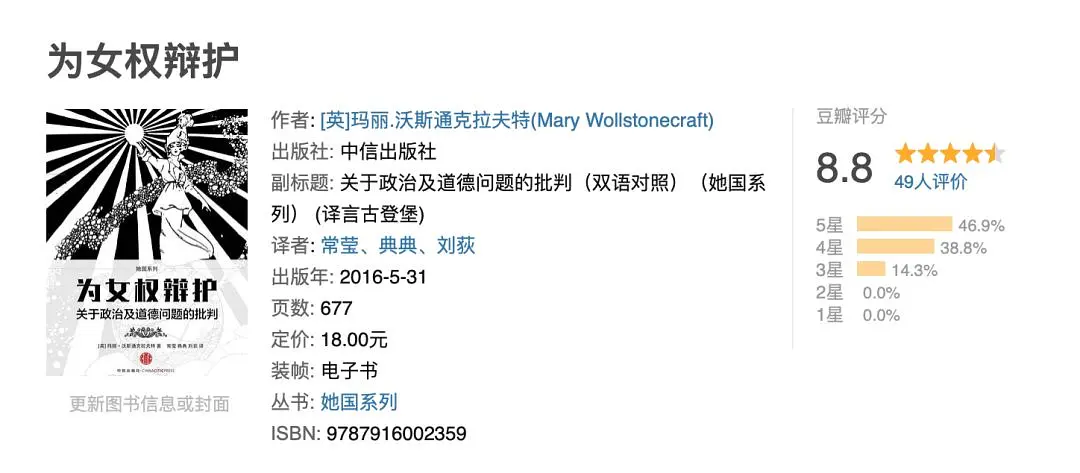 为女权辩护
她国系列
为女权辩护
关于政治及道德问题的批判
[英]玛丽·沃斯通克拉夫特 著 常莹 典典 刘荻 译
中信出版社·CHINACITICPRESS
更新图书信息或封面
作者: [英]玛丽.沃斯通克拉夫特(Mary Wollstonecraft)
出版社: 中信出版社
副标题: 关于政治及道德问题的批判（双语对照）（她国系
列） (译言古登堡)
译者: 常莹、典典、刘荻
出版年: 2016-5-31
页数: 677
定价: 18.00元
装帧: 电子书
丛书: 她国系列
ISBN: 9787916002359
豆瓣评分
8.8
49人评价
5星 46.9%
4星 38.8%
3星 14.3%
2星 0.0%
1星 0.0%